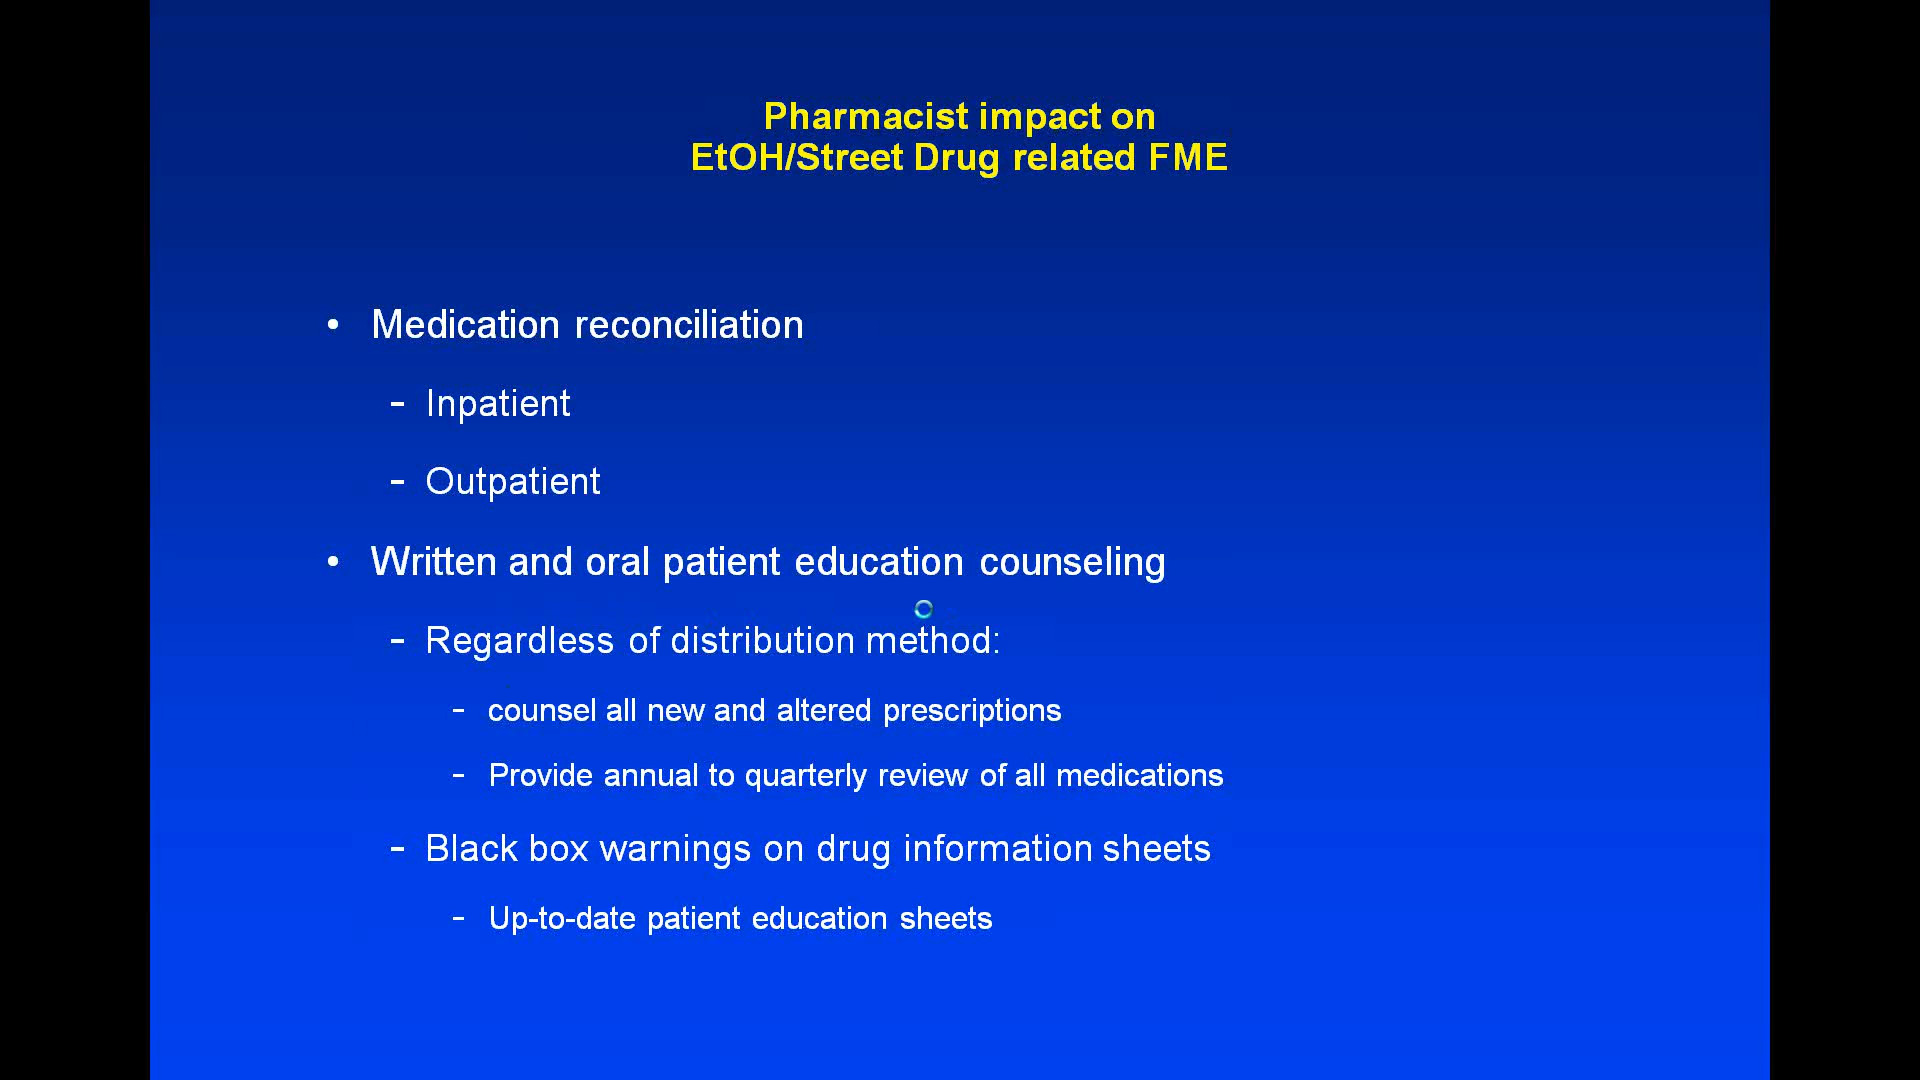 Pharmacist impact on
EtOH/Street Drug related FME
• Medication reconciliation
- Inpatient
- Outpatient
• Written and oral patient education counseling
- Regardless of distribution method:
- counsel all new and altered prescriptions
- Provide annual to quarterly review of all medications
- Black box warnings on drug information sheets
- Up-to-date patient education sheets